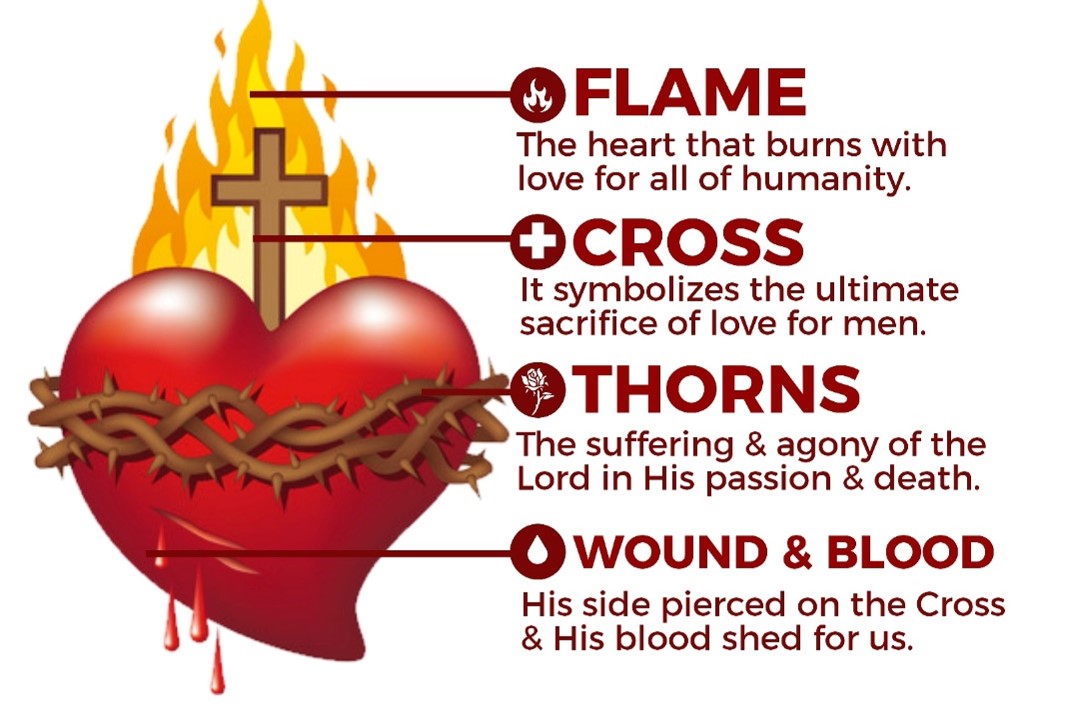 FLAME
The heart that burns with
love for all of humanity.
CROSS
It symbolizes the ultimate
sacrifice of love for men.
THORNS
The suffering & agony of the
Lord in His passion & death.
WOUND & BLOOD
His side pierced on the Cross
& His blood shed for us.